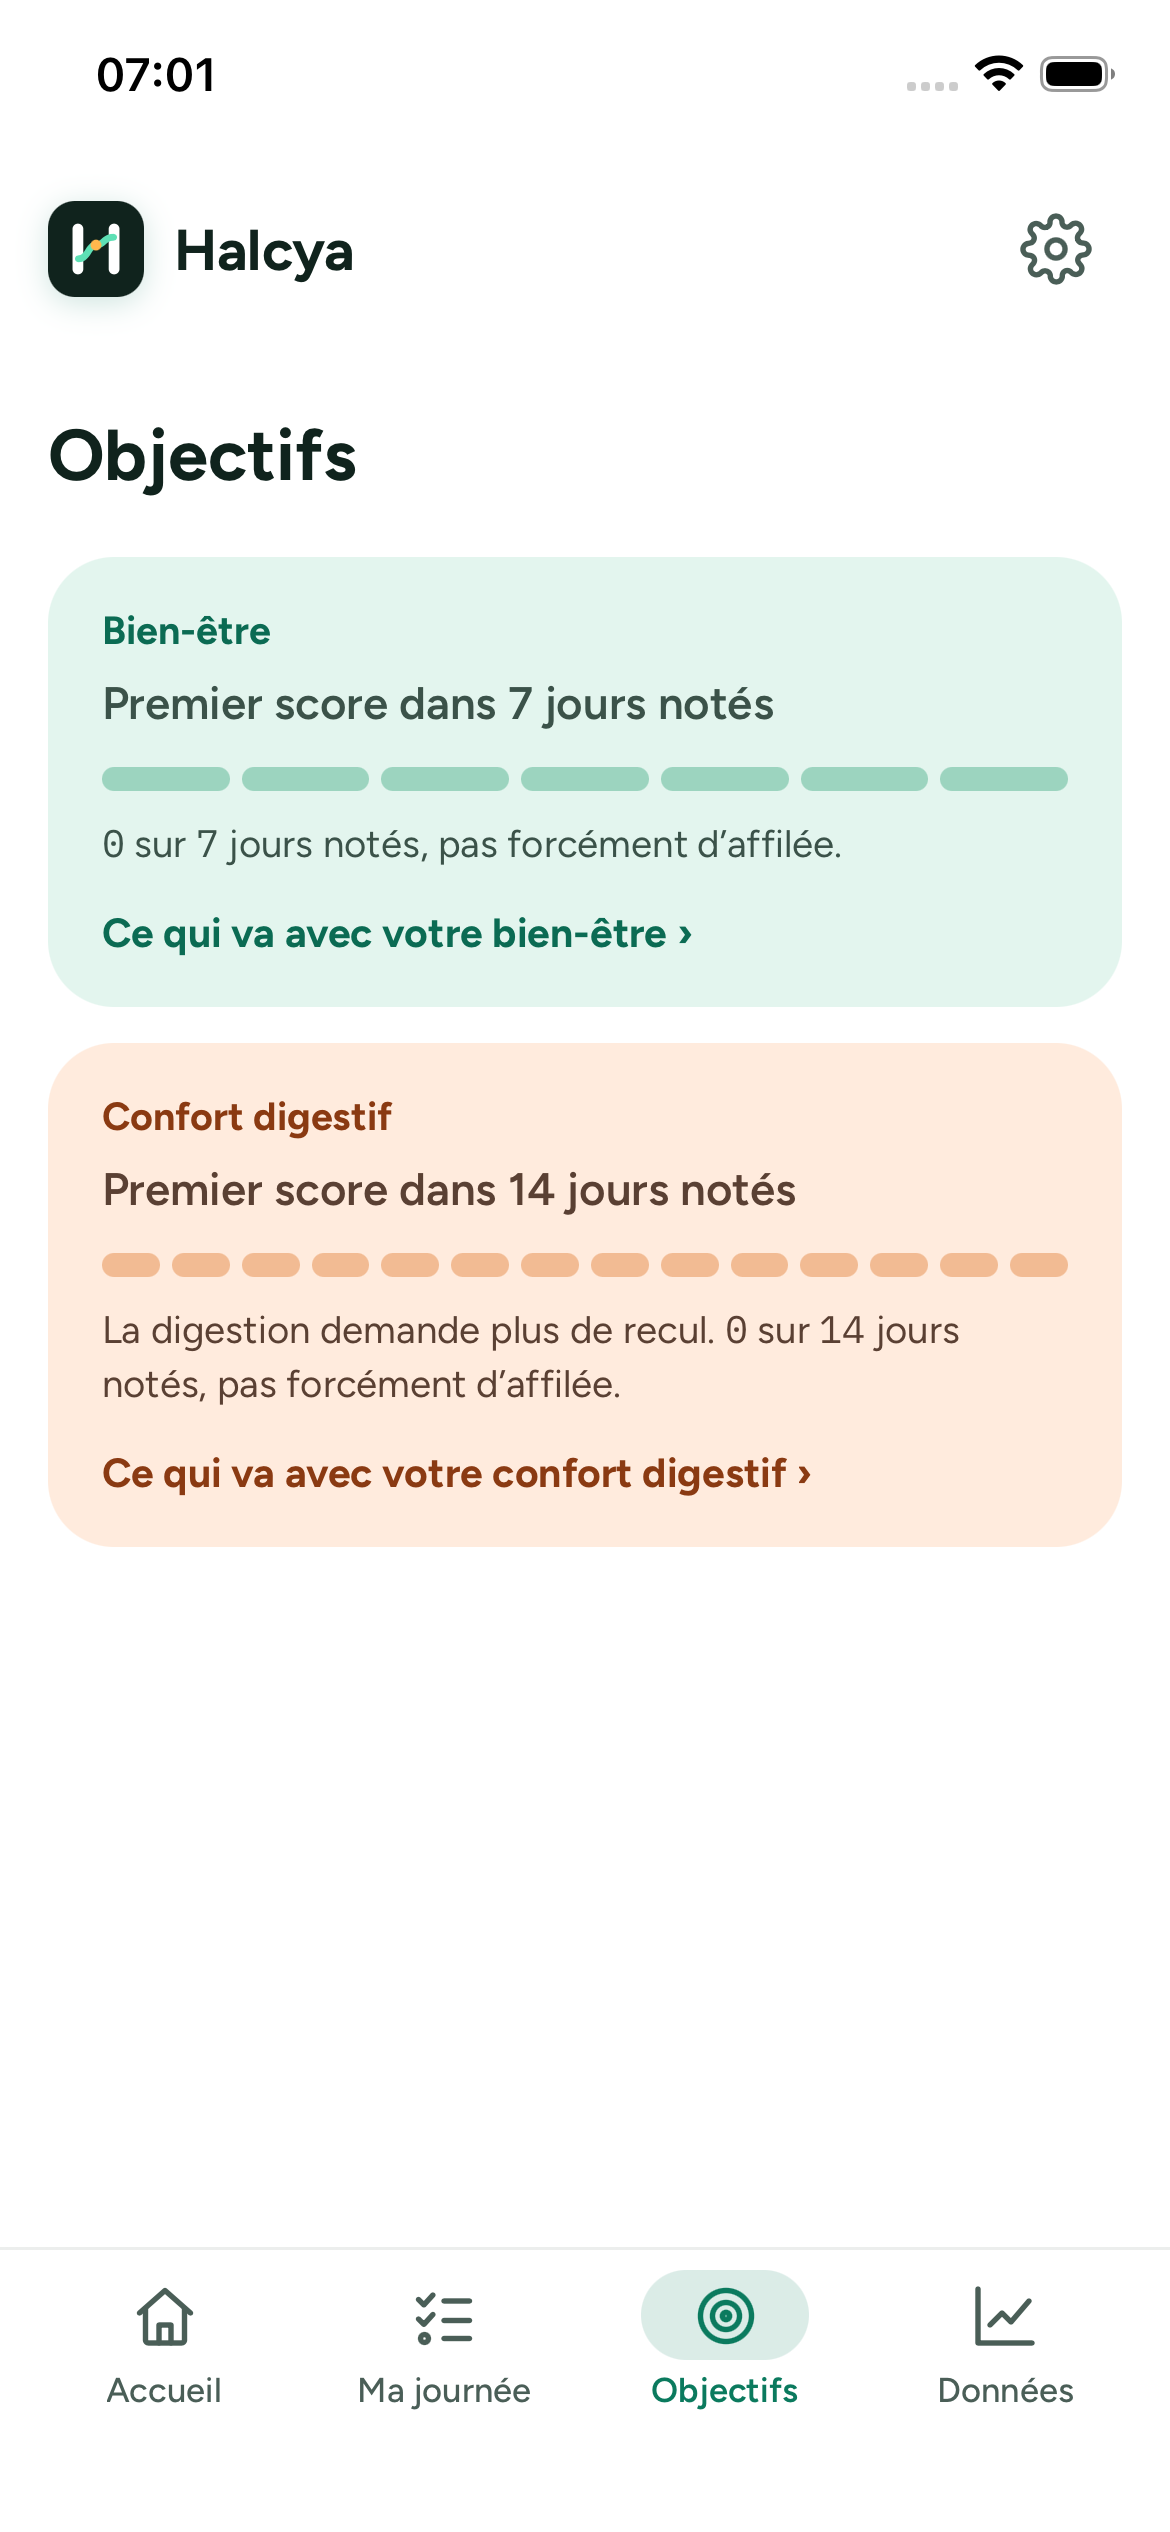 07:01
Halcya
Objectifs
Bien-être
Premier score dans 7 jours notés
0 sur 7 jours notés, pas forcément d’affilée.
Ce qui va avec votre bien-être ›
Confort digestif
Premier score dans 14 jours notés
La digestion demande plus de recul. 0 sur 14 jours
notés, pas forcément d’affilée.
Ce qui va avec votre confort digestif ›
Accueil
Ma journée
Objectifs
Données